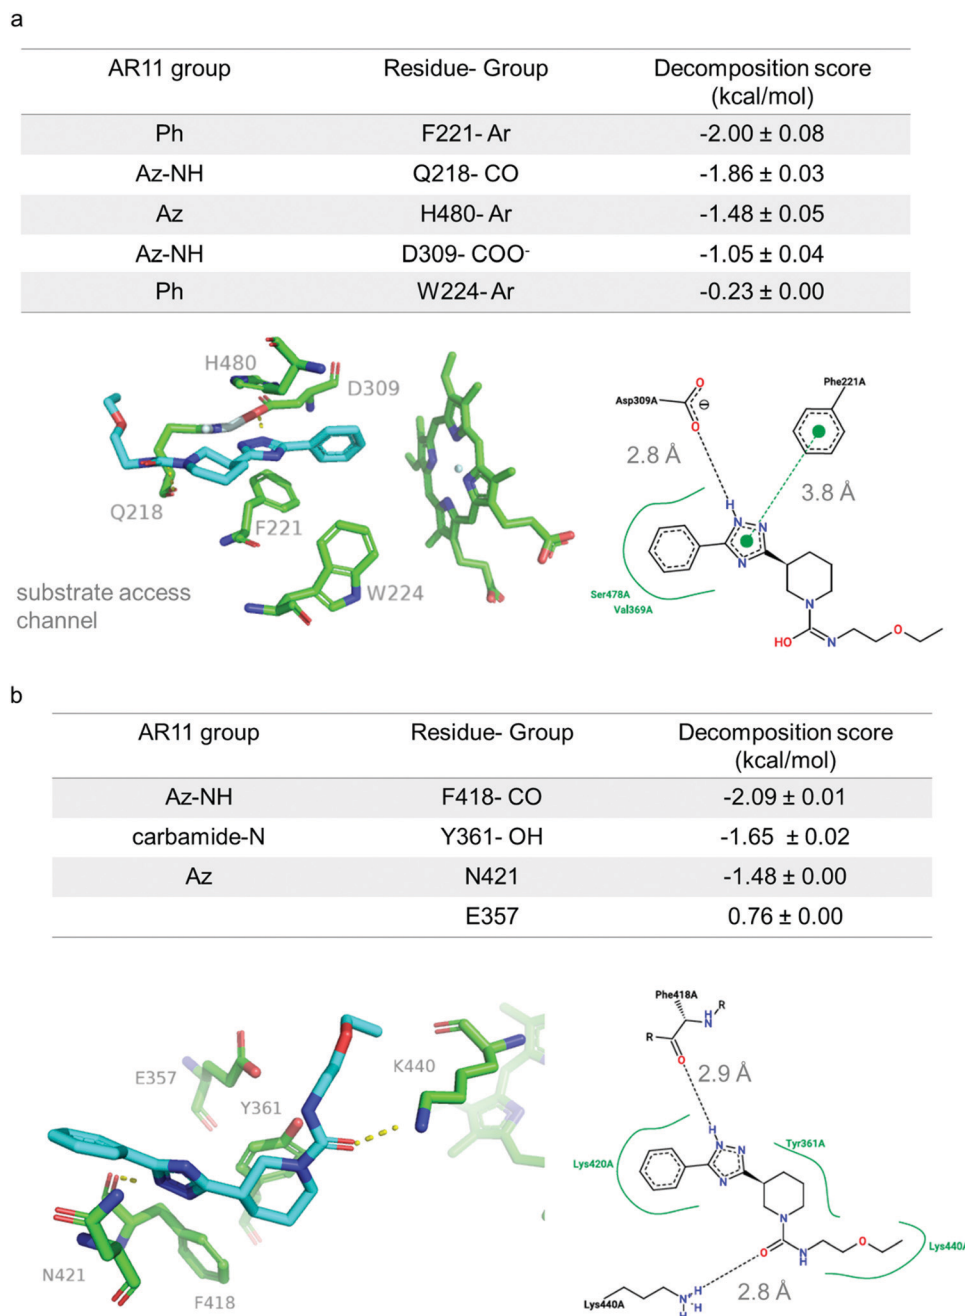 a
AR11 group Residue- Group Decomposition score
(kcal/mol)
Ph F221- Ar -2.00 ± 0.08
Az-NH Q218- CO -1.86 ± 0.03
Az H480- Ar -1.48 ± 0.05
Az-NH D309- COO-
-1.05 ± 0.04
Ph W224- Ar -0.23 ± 0.00
H480
D309
Q218
F221
W224
substrate access
channel
Asp309A
O
O
⊖
Phe221A
2.8 Å
3.8 Å
H
N
N
N
Ser478A
Val369A
N
HO N O
b
AR11 group Residue- Group Decomposition score
(kcal/mol)
Az-NH F418- CO -2.09 ± 0.01
carbamide-N Y361- OH -1.65 ± 0.02
Az N421 -1.48 ± 0.00
E357 0.76 ± 0.00
E357
Y361
K440
N421
F418
Phe418A
R
N
H
R
O
2.9 Å
H
N
N
N
Lys420A
Tyr361A
N
O
N
H
O
Lys440A
2.8 Å
Lys440A
H
N H
H